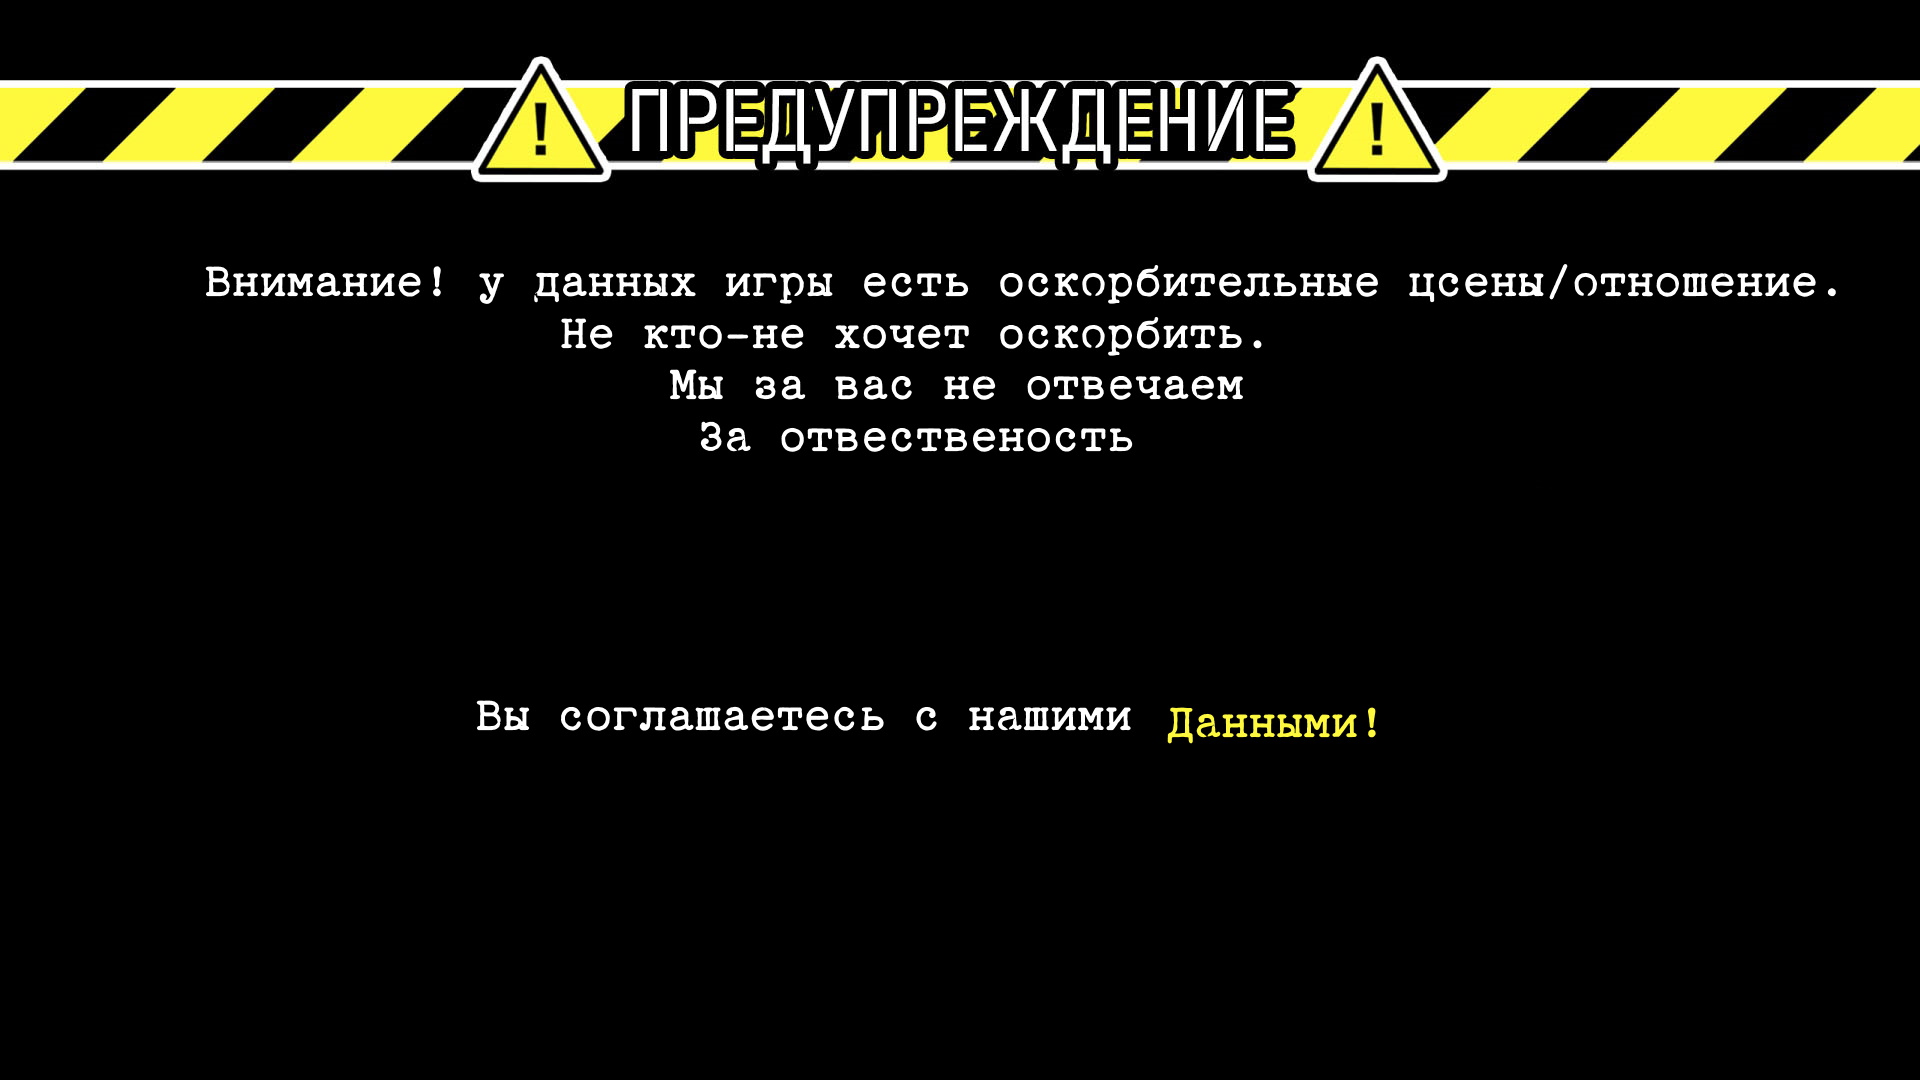 ПРЕДУПРЕЖДЕНИЕ
Внимание! у данных игры есть оскорбительные цсены/отношение.
Не кто-не хочет оскорбить.
Мы за вас не отвечаем
За отвественость
Вы соглашаетесь с нашими Данными!